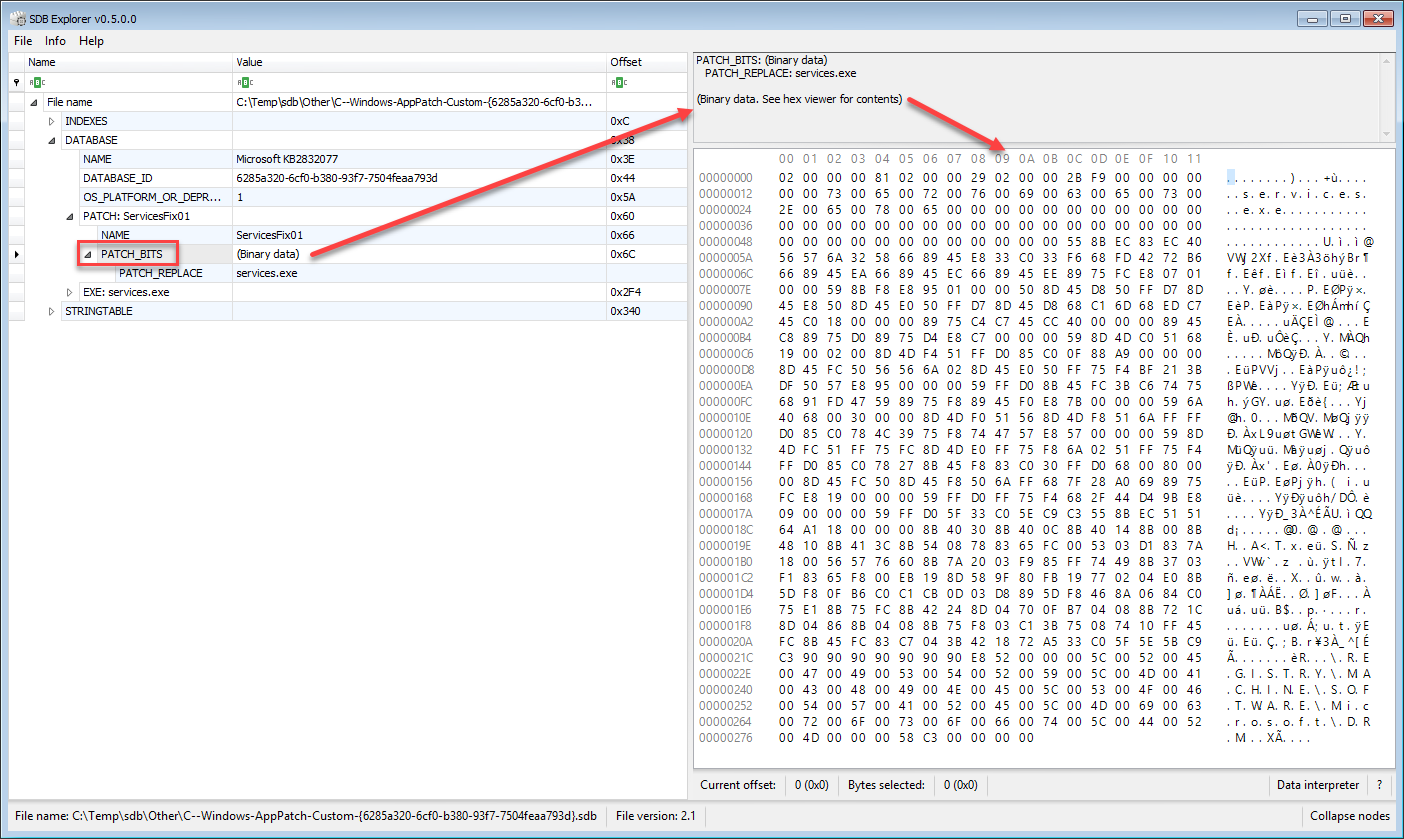 SDB Explorer v0.5.0.0
File Info Help
Name Value Offset
File name C:\Temp\sdb\Other\C--Windows-AppPatch-Custom-{6285a320-6cf0-b3...
INDEXES 0xC
DATABASE 0x38
NAME Microsoft KB2832077 0x3E
DATABASE_ID 6285a320-6cf0-b380-93f7-7504feaa793d 0x44
OS_PLATFORM_OR_DEPR... 1 0x5A
PATCH: ServicesFix01 0x60
NAME ServicesFix01 0x66
PATCH_BITS (Binary data) 0x6C
PATCH_REPLACE services.exe
EXE: services.exe 0x2F4
STRINGTABLE 0x340
PATCH_BITS: (Binary data)
PATCH_REPLACE: services.exe
(Binary data. See hex viewer for contents)
00 01 02 03 04 05 06 07 08 09 0A 0B 0C 0D 0E 0F 10 11
00000000 02 00 00 00 81 02 00 00 29 02 00 00 2B F9 00 00 00 00
00000012 00 00 73 00 65 00 72 00 76 00 69 00 63 00 65 00 73 00
00000024 2E 00 65 00 78 00 65 00 00 00 00 00 00 00 00 00 00 00
00000036 00 00 00 00 00 00 00 00 00 00 00 00 00 00 00 00 00 00
00000048 00 00 00 00 00 00 00 00 00 00 00 00 55 8B EC 83 EC 40
0000005A 56 57 6A 32 58 66 89 45 E8 33 C0 33 F6 68 FD 42 72 B6
0000006C 66 89 45 EA 66 89 45 EC 66 89 45 EE 89 75 FC E8 07 01
0000007E 00 00 59 8B F8 E8 95 01 00 00 00 50 8D 45 D8 50 FF D7 8D
00000090 45 E8 50 8D 45 E0 50 FF D7 8D 45 D8 68 C1 6D 68 ED C7
000000A2 45 C0 18 00 00 00 89 75 C4 C7 45 CC 40 00 00 00 89 45
000000B4 C8 89 75 D0 89 75 D4 E8 C7 00 00 00 59 8D 4D C0 51 68
000000C6 19 00 02 00 8D 4D F4 51 FF D0 85 C0 0F 88 A9 00 00 00
000000D8 8D 45 FC 50 56 56 6A 02 8D 45 E0 50 FF 75 F4 BF 21 3B
000000EA DF 50 57 E8 95 00 00 00 59 FF D0 8B 45 FC 3B C6 74 75
000000FC 68 91 FD 47 59 89 75 F8 89 45 F0 E8 7B 00 00 00 59 6A
0000010E 40 68 00 30 00 00 8D 4D F0 51 56 8D 4D F8 51 6A FF FF
00000120 D0 85 C0 78 4C 39 75 F8 74 47 57 E8 57 00 00 00 59 8D
00000132 4D FC 51 FF 75 FC 8D 4D E0 FF 75 F8 6A 02 51 FF 75 F4
00000144 FF D0 85 C0 78 27 8B 45 F8 83 C0 30 FF D0 68 00 80 00
00000156 00 8D 45 FC 50 8D 45 F8 50 6A FF 68 7F 28 A0 69 89 75
00000168 FC E8 19 00 00 00 59 FF D0 FF 75 F4 68 2F 44 D4 9B E8
0000017A 09 00 00 00 59 FF D0 5F 33 C0 5E C9 C3 55 8B EC 51 51
0000018C 64 A1 18 00 00 00 8B 40 30 8B 40 0C 8B 40 14 8B 00 8B
0000019E 48 10 8B 41 3C 8B 54 08 78 83 65 FC 00 53 03 D1 83 7A
000001B0 18 00 56 57 76 60 8B 7A 20 03 F9 85 FF 74 49 8B 37 03
000001C2 F1 83 65 F8 00 EB 19 8D 58 9F 80 FB 19 77 02 04 E0 8B
000001D4 5D F8 0F B6 C0 C1 CB 0D 03 D8 89 5D F8 46 8A 06 84 C0
000001E6 75 E1 8B 75 FC 8B 42 24 8D 04 70 0F B7 04 08 8B 72 1C
000001F8 8D 04 86 8B 04 08 8B 75 F8 03 C1 3B 75 08 74 10 FF 45
0000020A FC 8B 45 FC 83 C7 04 3B 42 18 72 A5 33 C0 5F 5E 5B C9
0000021C C3 90 90 90 90 90 90 90 E8 52 00 00 00 5C 00 52 00 45
0000022E 00 47 00 49 00 53 00 54 00 52 00 59 00 5C 00 4D 00 41
00000240 00 43 00 48 00 49 00 4E 00 45 00 5C 00 53 00 4F 00 46
00000252 00 54 00 57 00 41 00 52 00 45 00 5C 00 4D 00 69 00 63
00000264 00 72 00 6F 00 73 00 6F 00 66 00 74 00 5C 00 44 00 52
00000276 00 4D 00 00 00 58 C3 00 00 00 00 00
Current offset: 0 (0x0) Bytes selected: 0 (0x0) Data interpreter ?
File name: C:\Temp\sdb\Other\C--Windows-AppPatch-Custom-{6285a320-6cf0-b380-93f7-7504feaa793d}.sdb File version: 2.1 Collapse nodes